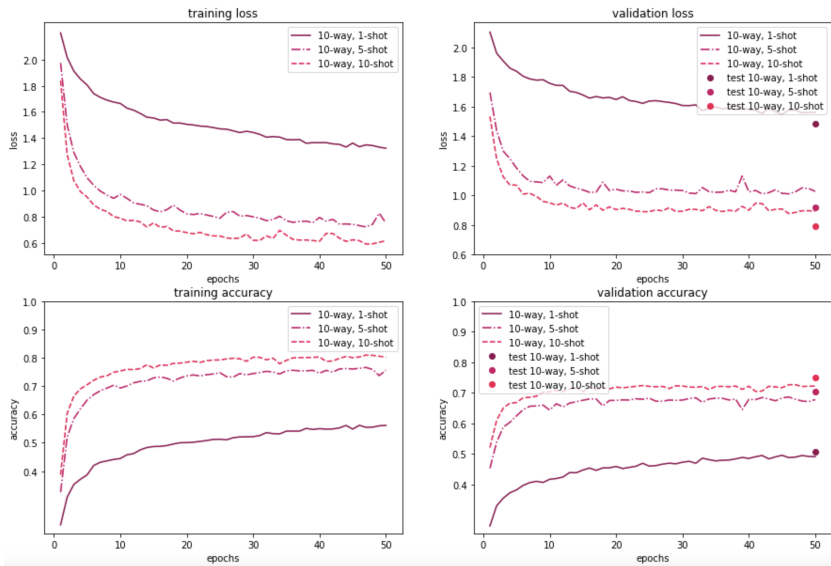 training loss
2.0
1.8
1.6
1.4
1.2
1.0
0.8
0.6
loss
0 10 20 30 40 50
epochs
10-way, 1-shot
10-way, 5-shot
10-way, 10-shot
validation loss
2.0
1.8
1.6
1.4
1.2
1.0
0.8
0.6
loss
0 10 20 30 40 50
epochs
10-way, 1-shot
10-way, 5-shot
10-way, 10-shot
test 10-way, 1-shot
test 10-way, 5-shot
test 10-way, 10-shot
training accuracy
1.0
0.9
0.8
0.7
0.6
0.5
0.4
accuracy
0 10 20 30 40 50
epochs
10-way, 1-shot
10-way, 5-shot
10-way, 10-shot
validation accuracy
1.0
0.9
0.8
0.7
0.6
0.5
0.4
accuracy
0 10 20 30 40 50
epochs
10-way, 1-shot
10-way, 5-shot
10-way, 10-shot
test 10-way, 1-shot
test 10-way, 5-shot
test 10-way, 10-shot